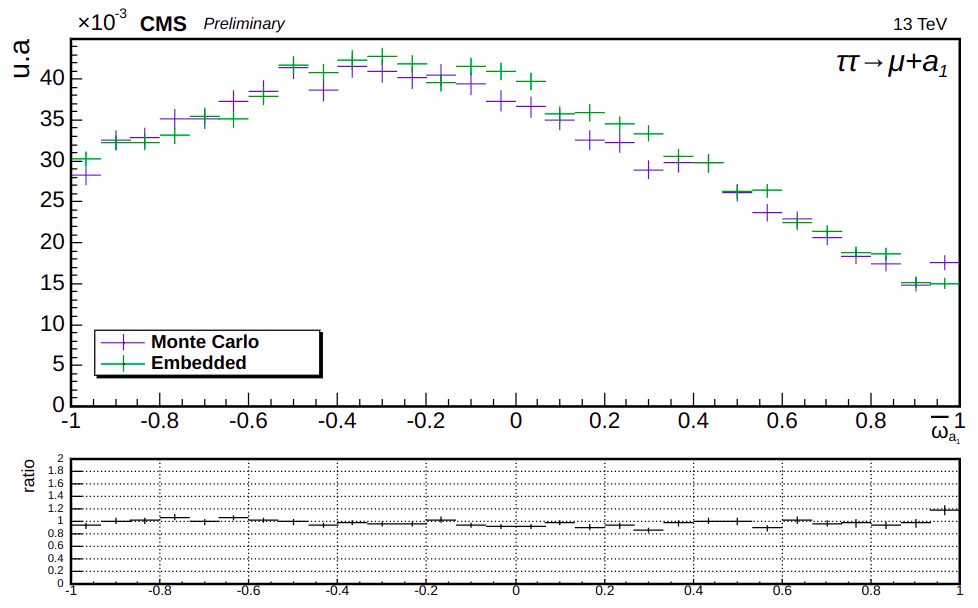 ×10⁻³ CMS Preliminary 13 TeV
u.a
ττ→μ+a₁
40
35
30
25
20
15
10
5
0
Monte Carlo
Embedded
-1 -0.8 -0.6 -0.4 -0.2 0 0.2 0.4 0.6 0.8 1
ω̅a₁
ratio
2
1.8
1.6
1.4
1.2
1
0.8
0.6
0.4
0.2
0
-1 -0.8 -0.6 -0.4 -0.2 0 0.2 0.4 0.6 0.8 1